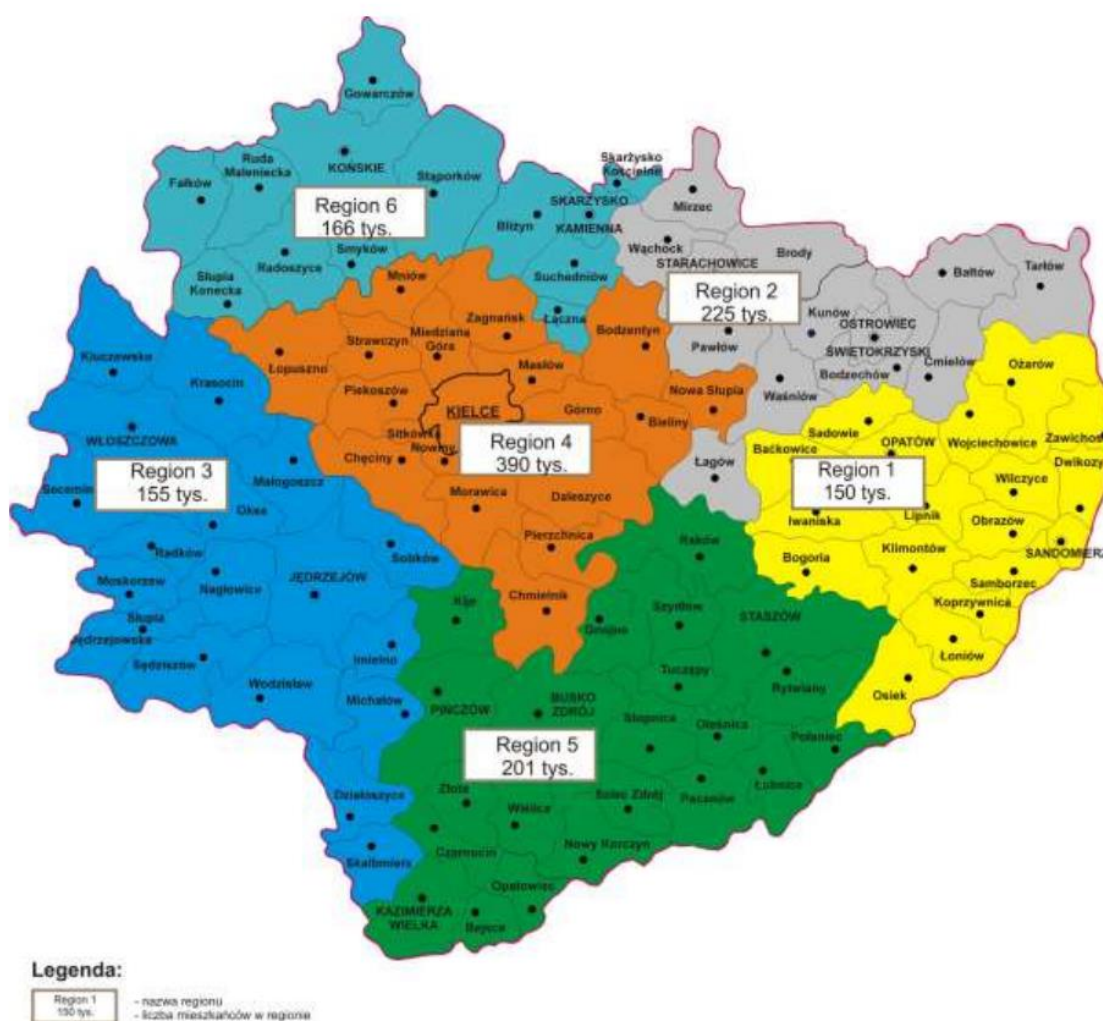 Gowarczów
KOŃSKIE
Ruda
Maleniecka
Fałków
Stąporków
Region 6
166 tys.
Smyków
Radoszyce
Słupia
Konecka
Skarżysko
Kościelne
SKARŻYSKO
KAMIENNA
Bliżyn
Suchedniów
Łączna
Mirzec
Wąchock
STARACHOWICE
Brody
Region 2
225 tys.
Bałtów
Tarłów
Kunów
OSTROWIEC
ŚWIĘTOKRZYSKI
Bodzechów
Ćmielów
Pawłów
Waśniów
Łagów
Mniów
Zagnańsk
Miedziana
Góra
Strawczyn
Łopuszno
Bodzentyn
Masłów
Piekoszów
KIELCE
Górno
Nowa Słupia
Bieliny
Sitkówka
Nowiny
Chęciny
Region 4
390 tys.
Morawica
Daleszyce
Pierzchnica
Chmielnik
Ożarów
Sadowie
OPATÓW
Wojciechowice
Zawichost
Baćkowice
Dwikozy
Region 1
150 tys.
Wilczyce
Iwaniska
Lipnik
Obrazów
Bogoria
Klimontów
SANDOMIERZ
Samborzec
Koprzywnica
Łoniów
Osiek
Kluczewsko
Krasocin
WŁOSZCZOWA
Region 3
155 tys.
Małogoszcz
Secemin
Oksa
Radków
Sobków
Moskorzew
Nagłowice
JĘDRZEJÓW
Słupia
Jędrzejowska
Sędziszów
Imielno
Wodzisław
Michałów
Działoszyce
Skalbmierz
Raków
Kije
Gnojno
Szydłów
STASZÓW
Tuczępy
Rytwiany
PIŃCZÓW
BUSKO
ZDRÓJ
Stopnica
Oleśnica
Połaniec
Region 5
201 tys.
Łubnice
Pacanów
Solec Zdrój
Złota
Wiślica
Czarnocin
Nowy Korczyn
Opatowiec
KAZIMIERZA
WIELKA
Bejsce
Legenda:
Region 1
150 tys.
- nazwa regionu
- liczba mieszkańców w regionie